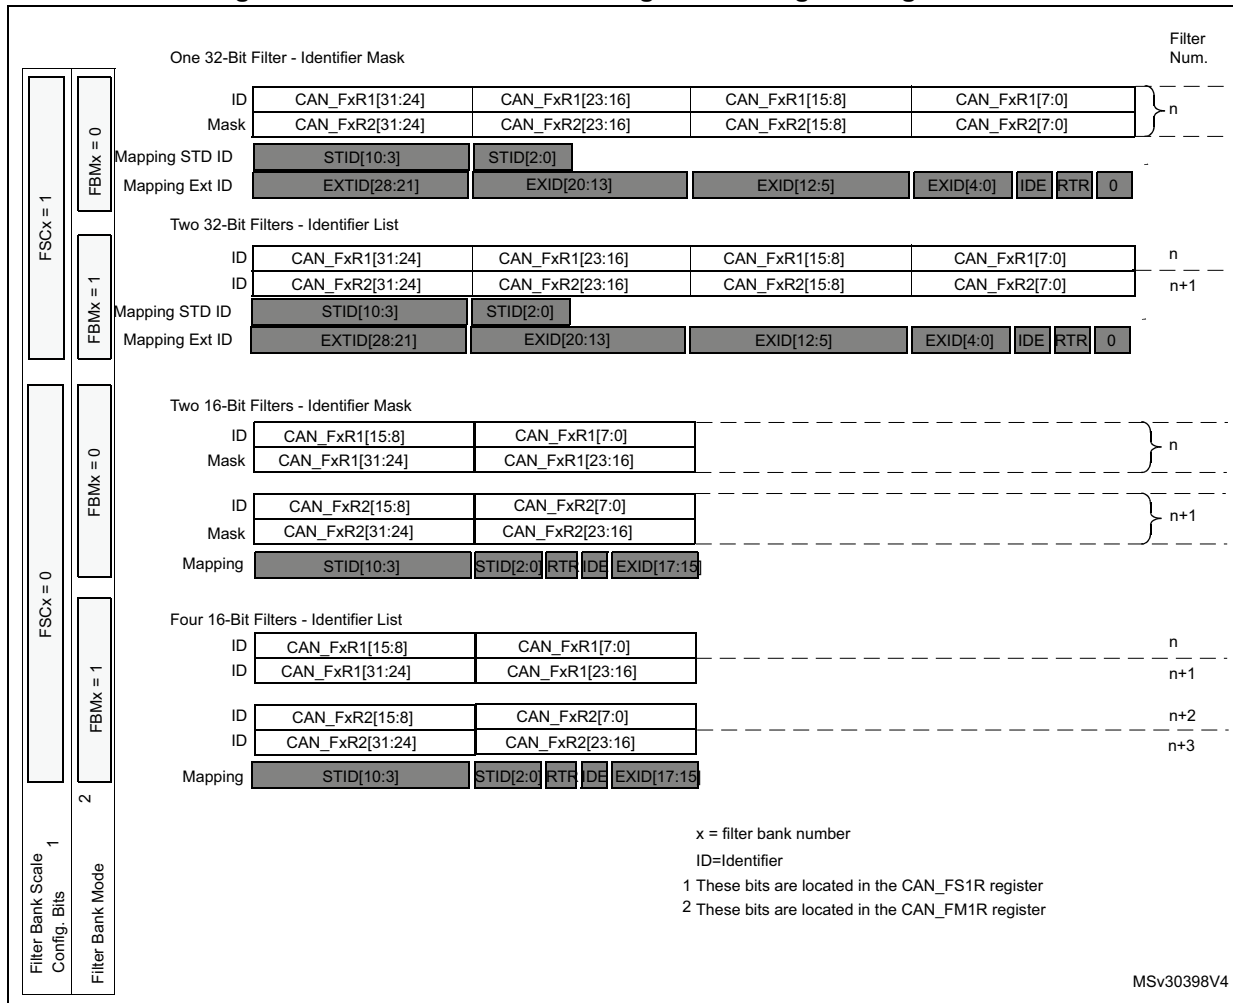 Filter
Num.
One 32-Bit Filter - Identifier Mask
ID CAN_FxR1[31:24] CAN_FxR1[23:16] CAN_FxR1[15:8] CAN_FxR1[7:0] n
Mask CAN_FxR2[31:24] CAN_FxR2[23:16] CAN_FxR2[15:8] CAN_FxR2[7:0]
Mapping STD ID STID[10:3] STID[2:0]
Mapping Ext ID EXTID[28:21] EXID[20:13] EXID[12:5] EXID[4:0] IDE RTR 0
FBMx = 0
FSCx = 1
Two 32-Bit Filters - Identifier List
ID CAN_FxR1[31:24] CAN_FxR1[23:16] CAN_FxR1[15:8] CAN_FxR1[7:0] n
ID CAN_FxR2[31:24] CAN_FxR2[23:16] CAN_FxR2[15:8] CAN_FxR2[7:0] n+1
Mapping STD ID STID[10:3] STID[2:0]
Mapping Ext ID EXTID[28:21] EXID[20:13] EXID[12:5] EXID[4:0] IDE RTR 0
FBMx = 1
Two 16-Bit Filters - Identifier Mask
ID CAN_FxR1[15:8] CAN_FxR1[7:0] n
Mask CAN_FxR1[31:24] CAN_FxR1[23:16]
ID CAN_FxR2[15:8] CAN_FxR2[7:0] n+1
Mask CAN_FxR2[31:24] CAN_FxR2[23:16]
Mapping STID[10:3] STID[2:0] RTR IDE EXID[17:15]
FBMx = 0
FSCx = 0
Four 16-Bit Filters - Identifier List
ID CAN_FxR1[15:8] CAN_FxR1[7:0] n
ID CAN_FxR1[31:24] CAN_FxR1[23:16] n+1
ID CAN_FxR2[15:8] CAN_FxR2[7:0] n+2
ID CAN_FxR2[31:24] CAN_FxR2[23:16] n+3
Mapping STID[10:3] STID[2:0] RTR IDE EXID[17:15]
FBMx = 1
Filter Bank Scale
Config. Bits 1
Filter Bank Mode 2
x = filter bank number
ID=Identifier
1 These bits are located in the CAN_FS1R register
2 These bits are located in the CAN_FM1R register
MSv30398V4